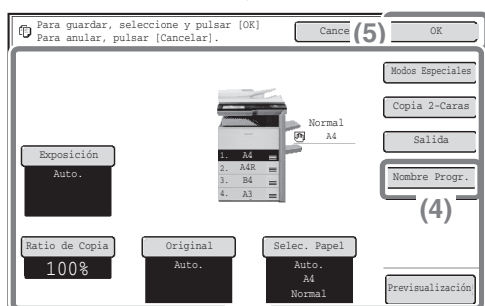 Para guardar, seleccione y pulsar [OK]
Para anular, pulsar [Cancelar].
Cance
(5)
OK
Modos Especiales
Copia 2-Caras
Salida
Nombre Progr.
(4)
Normal
A4
1. A4
2. A4R
3. B4
4. A3
Exposición
Auto.
Ratio de Copia
100%
Original
Auto.
Selec. Papel
Auto.
A4
Normal
Previsualización